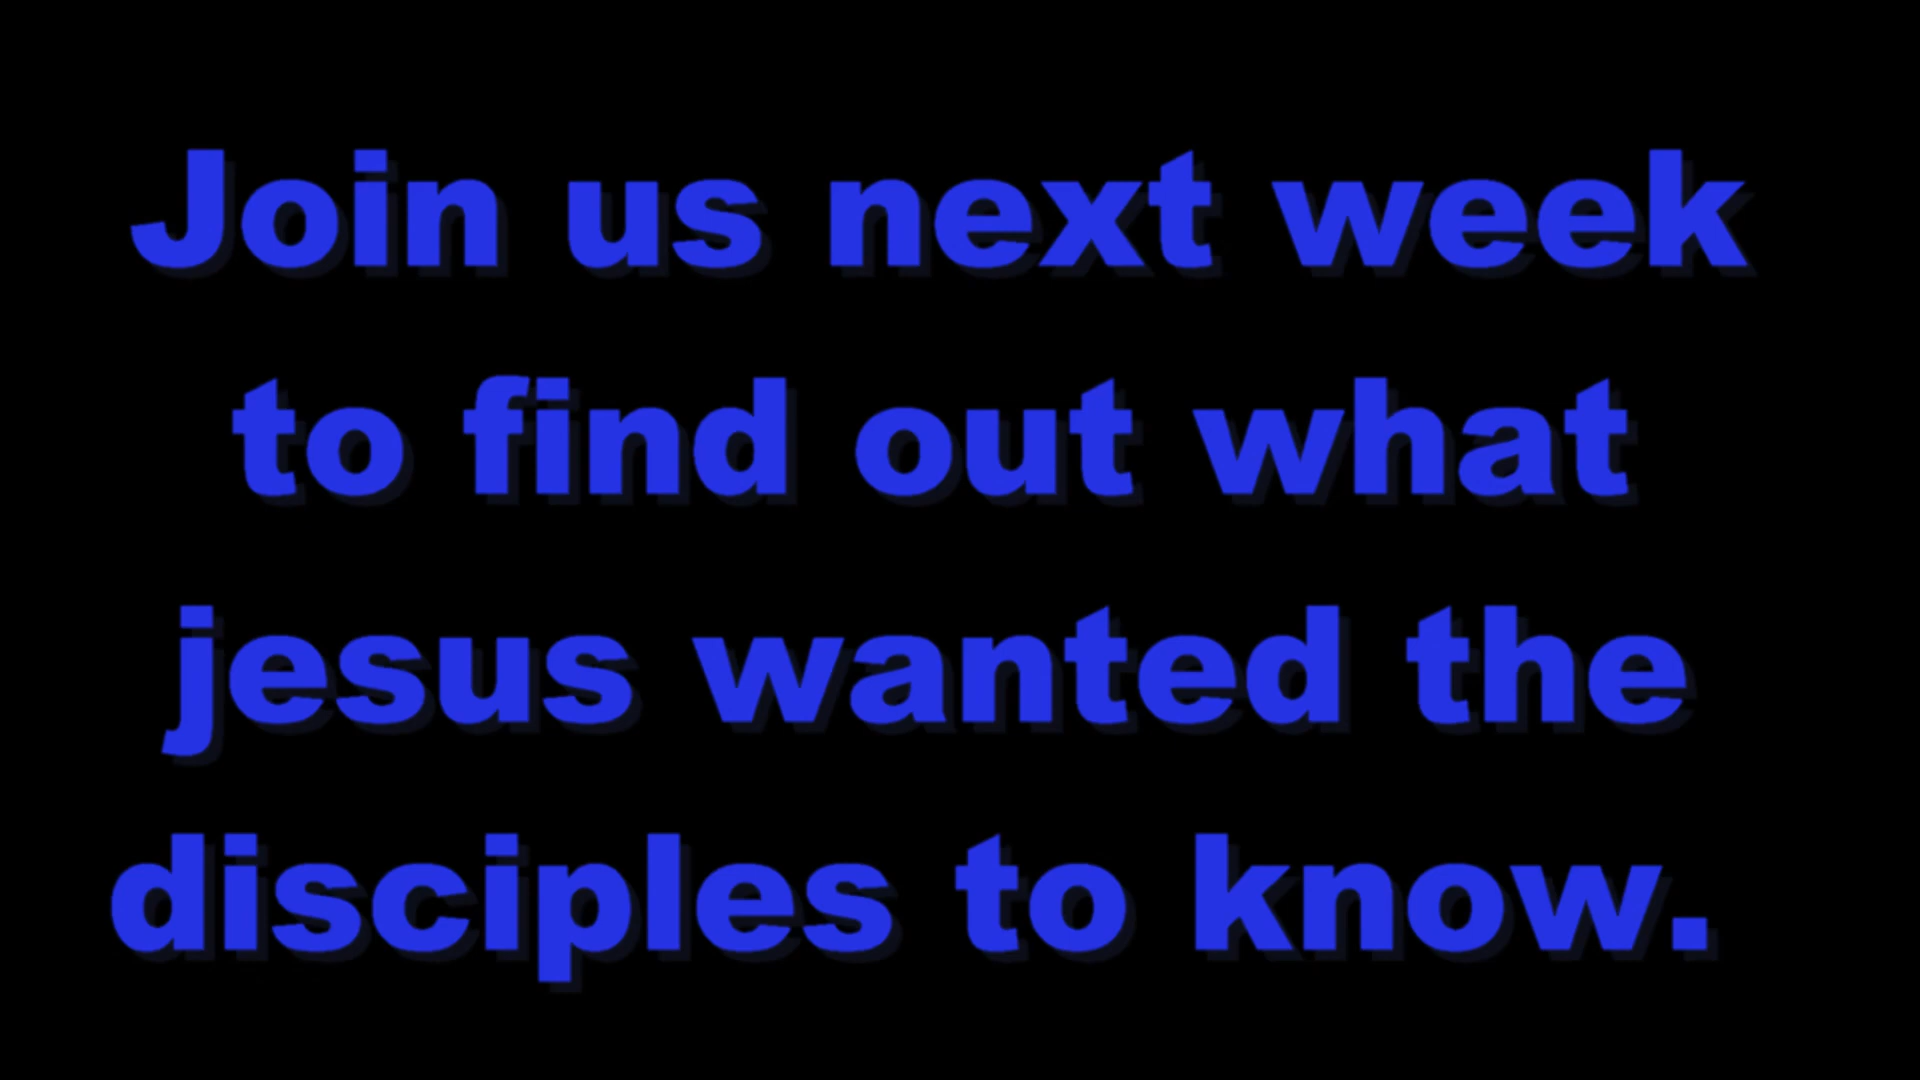 Join us next week
to find out what
jesus wanted the
disciples to know.